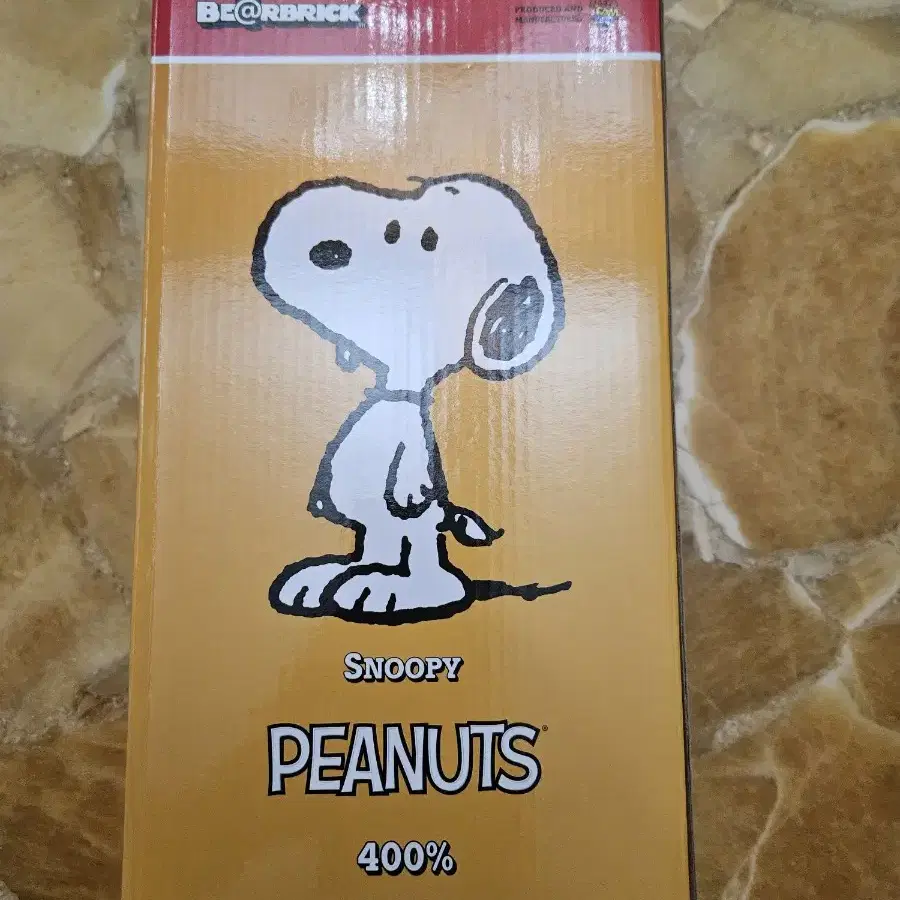 BE@RBRICK
PRODUCED AND
MANUFACTURED
SNOOPY
PEANUTS®
400%